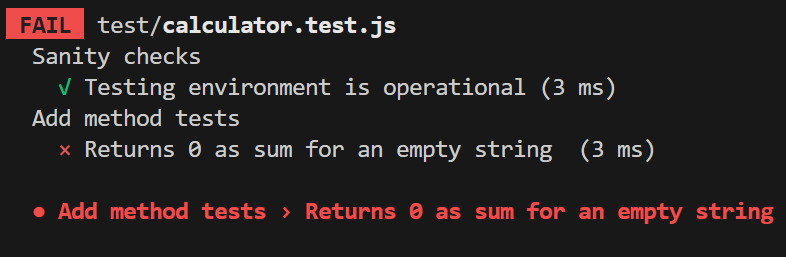 FAIL test/calculator.test.js
Sanity checks
√ Testing environment is operational (3 ms)
Add method tests
× Returns 0 as sum for an empty string  (3 ms)
● Add method tests › Returns 0 as sum for an empty string